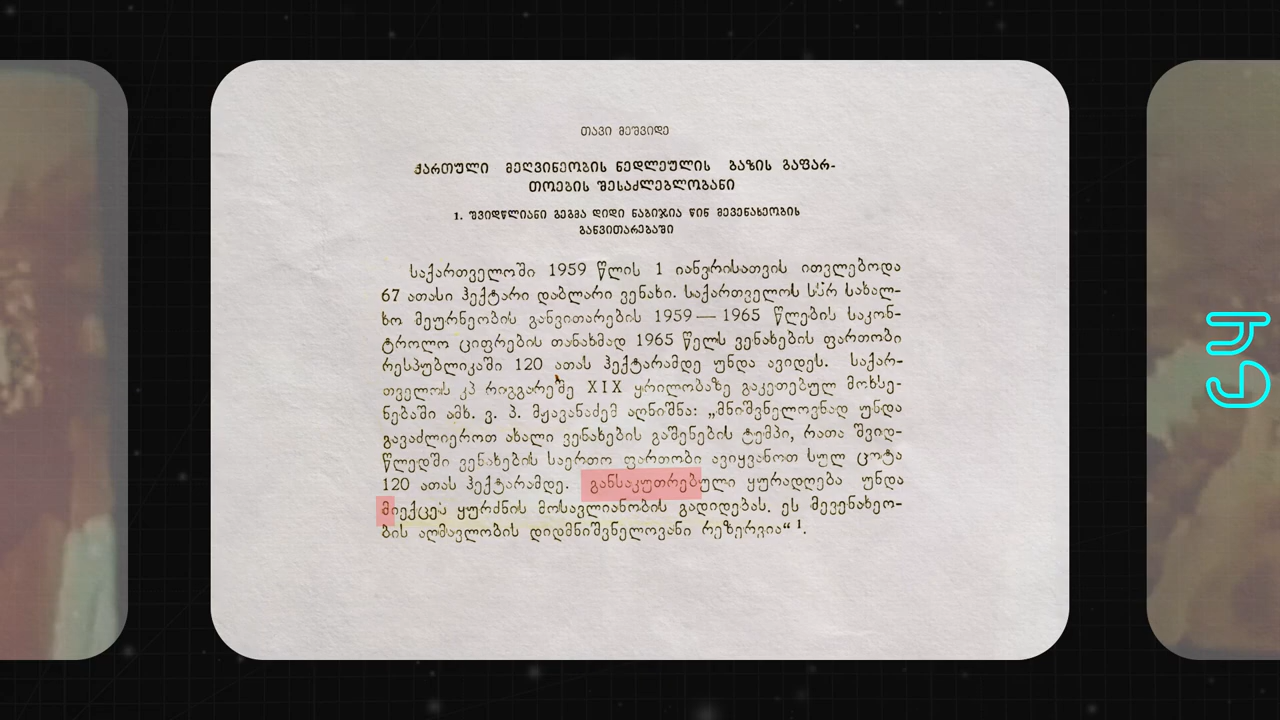 თავი მეშვიდე
ქართული მეღვინეობის ნედლეულის ბაზის გაფარ-
თოების შესაძლებლობანი
1. შვიდწლიანი გეგმა დიდი ნაბიჯია წინ მევენახეობის
განვითარებაში
საქართველოში 1959 წლის 1 იანვრისათვის ითვლებოდა
67 ათასი ჰექტარი დაბლარი ვენახი. საქართველოს სსრ სახალ-
ხო მეურნეობის განვითარების 1959 — 1965 წლების საკონ-
ტროლო ციფრების თანახმად 1965 წელს ვენახების ფართობი
რესპუბლიკაში 120 ათას ჰექტარამდე უნდა ავიდეს. საქარ-
თველოს კპ რიგგარეშე XIX ყრილობაზე გაკეთებულ მოხსე-
ნებაში ამხ. ვ. პ. მჟავანაძემ აღნიშნა: „მნიშვნელოვნად უნდა
გავაძლიეროთ ახალი ვენახების გაშენების ტემპი, რათა შვიდ-
წლედში ვენახების საერთო ფართობი ავიყვანოთ სულ ცოტა
120 ათას ჰექტარამდე. განსაკუთრებული ყურადღება უნდა
მიექცეს ყურძნის მოსავლიანობის გადიდებას. ეს მევენახეო-
ბის აღმავლობის დიდმნიშვნელოვანი რეზერვია“ ¹.